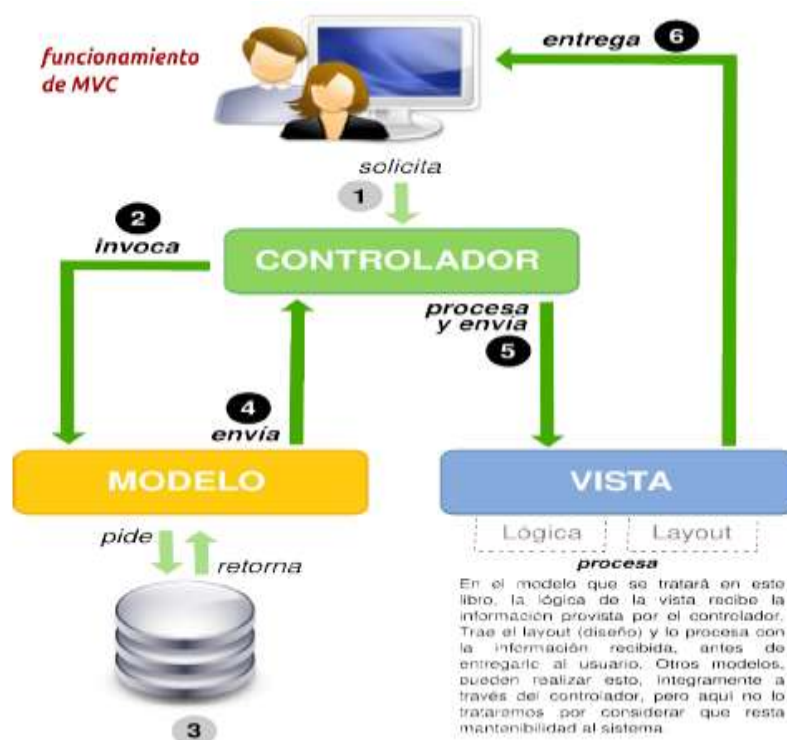 funcionamiento
de MVC
entrega 6
solicita
1
2
invoca
CONTROLADOR
procesa
y envía
5
4
envía
MODELO
VISTA
Lógica
Layout
procesa
pide
retorna
3
En el modelo que se tratará en este
libro, la lógica de la vista recibe la
información provista por el controlador.
Trae el layout (diseño) y lo procesa con
la información recibida, antes de
entregarlo al usuario. Otros modelos,
pueden realizar esto, íntegramente a
través del controlador, pero aquí no lo
trataremos por considerar que resta
mantenibilidad al sistema